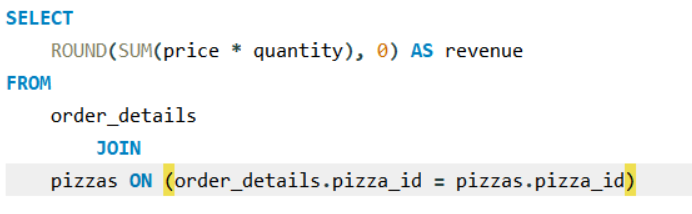 SELECT
    ROUND(SUM(price * quantity), 0) AS revenue
FROM
    order_details
        JOIN
    pizzas ON (order_details.pizza_id = pizzas.pizza_id)